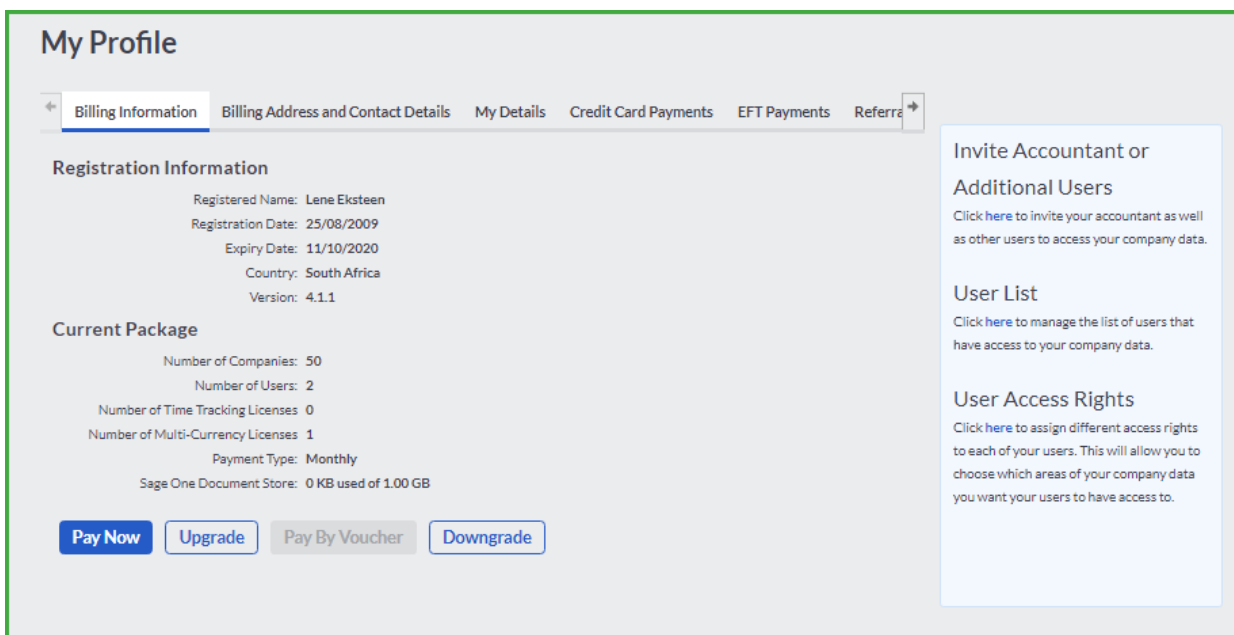 My Profile
Billing Information Billing Address and Contact Details My Details Credit Card Payments EFT Payments Referra
Registration Information
Registered Name: Lene Eksteen
Registration Date: 25/08/2009
Expiry Date: 11/10/2020
Country: South Africa
Version: 4.1.1
Current Package
Number of Companies: 50
Number of Users: 2
Number of Time Tracking Licenses 0
Number of Multi-Currency Licenses 1
Payment Type: Monthly
Sage One Document Store: 0 KB used of 1.00 GB
Pay Now Upgrade Pay By Voucher Downgrade
Invite Accountant or
Additional Users
Click here to invite your accountant as well
as other users to access your company data.
User List
Click here to manage the list of users that
have access to your company data.
User Access Rights
Click here to assign different access rights
to each of your users. This will allow you to
choose which areas of your company data
you want your users to have access to.